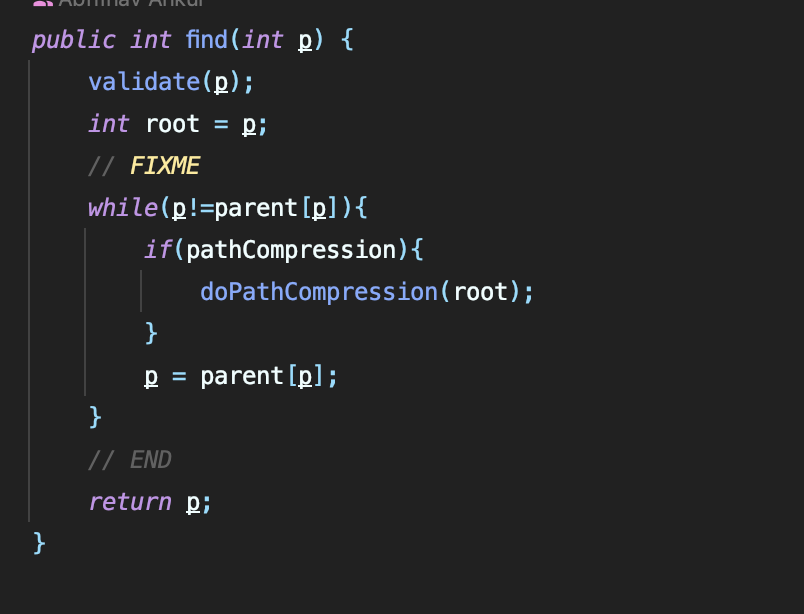 Abhinav Ankur
public int find(int p) {
validate(p);
int root = p;
// FIXME
while(p!=parent[p]){
if(pathCompression){
doPathCompression(root);
}
p = parent[p];
}
// END
return p;
}